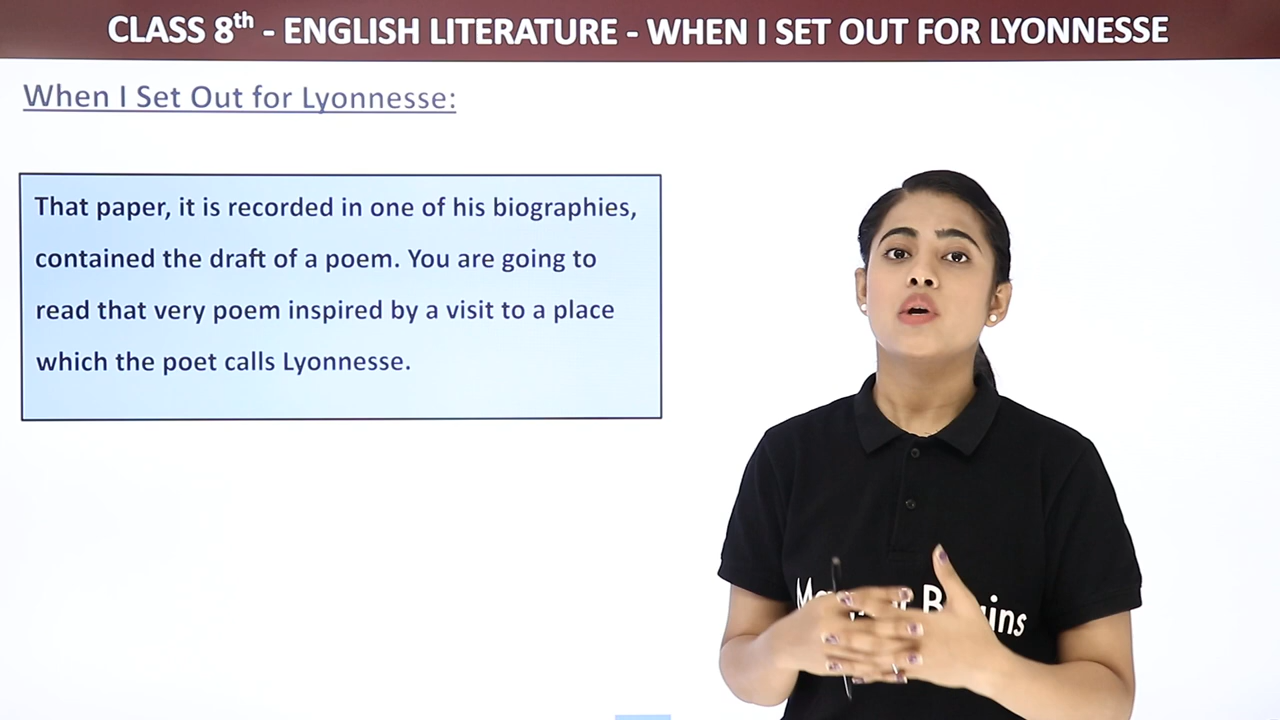 CLASS 8th - ENGLISH LITERATURE - WHEN I SET OUT FOR LYONNESSE
When I Set Out for Lyonnesse:
That paper, it is recorded in one of his biographies,
contained the draft of a poem. You are going to
read that very poem inspired by a visit to a place
which the poet calls Lyonnesse.